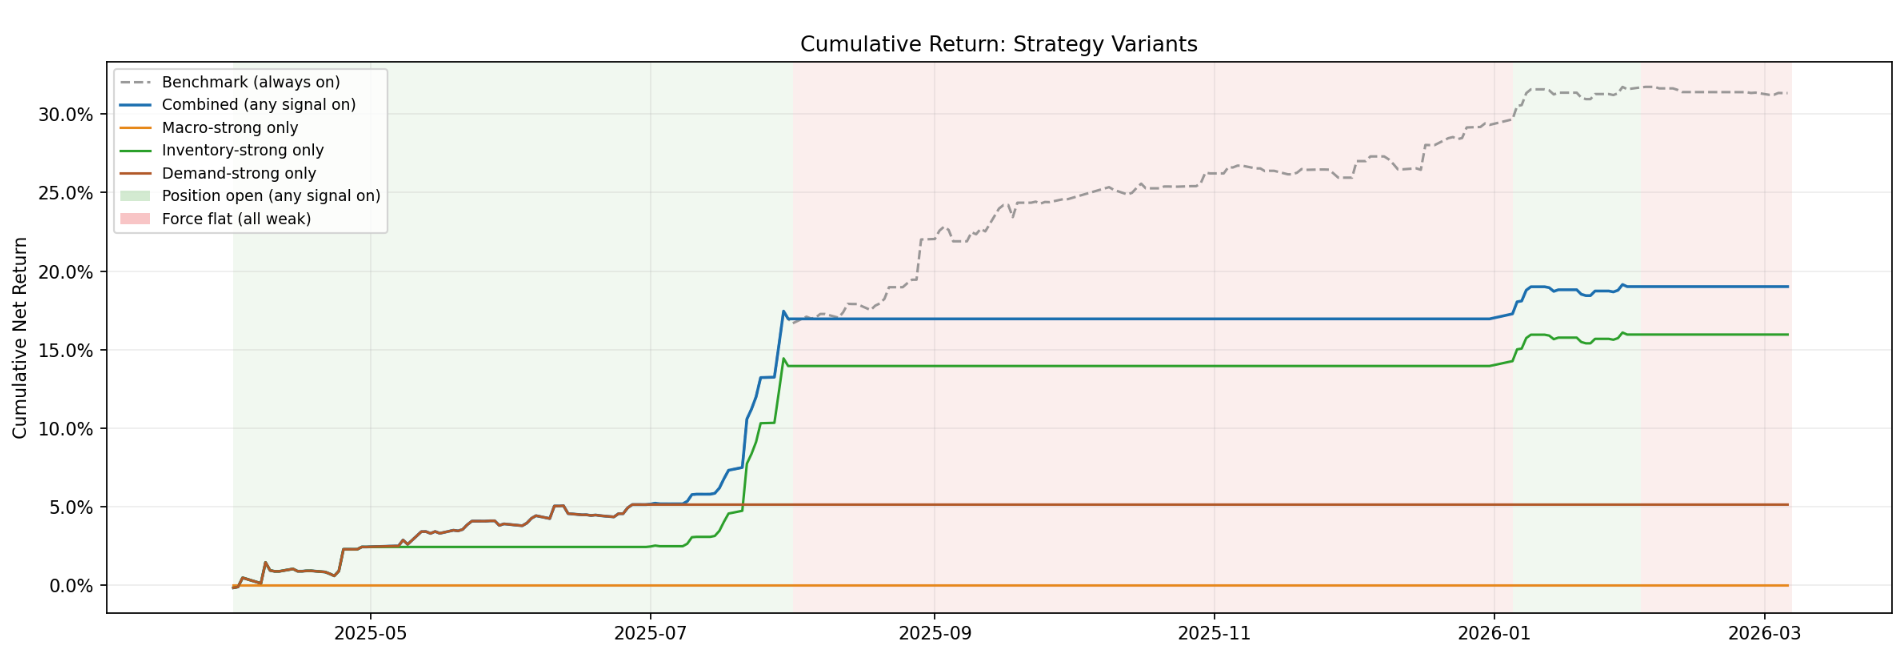 Cumulative Return: Strategy Variants
Benchmark (always on)
Combined (any signal on)
Macro-strong only
Inventory-strong only
Demand-strong only
Position open (any signal on)
Force flat (all weak)
Cumulative Net Return
30.0%
25.0%
20.0%
15.0%
10.0%
5.0%
0.0%
2025-05
2025-07
2025-09
2025-11
2026-01
2026-03